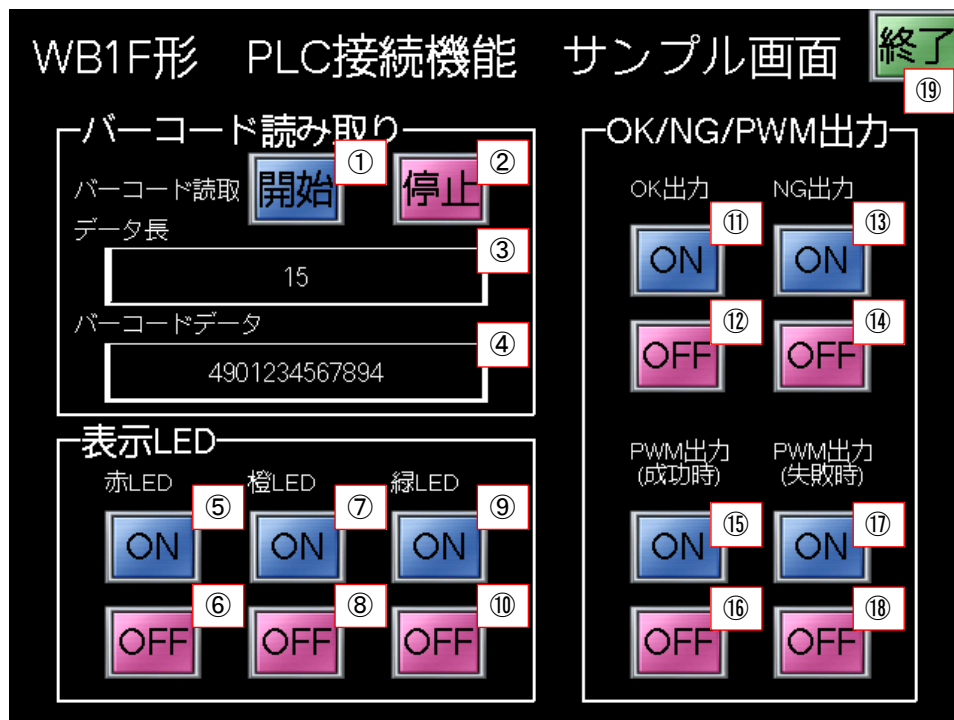 WB1F形 PLC接続機能 サンプル画面 終了
⑲
バーコード読み取り
バーコード読取 開始 ① 停止 ②
データ長
③
15
バーコードデータ
④
4901234567894
表示LED
赤LED 橙LED 緑LED
ON ⑤ ON ⑦ ON ⑨
OFF ⑥ OFF ⑧ OFF ⑩
OK/NG/PWM出力
OK出力 NG出力
ON ⑪ ON ⑬
OFF ⑫ OFF ⑭
PWM出力 PWM出力
(成功時) (失敗時)
ON ⑮ ON ⑰
OFF ⑯ OFF ⑱